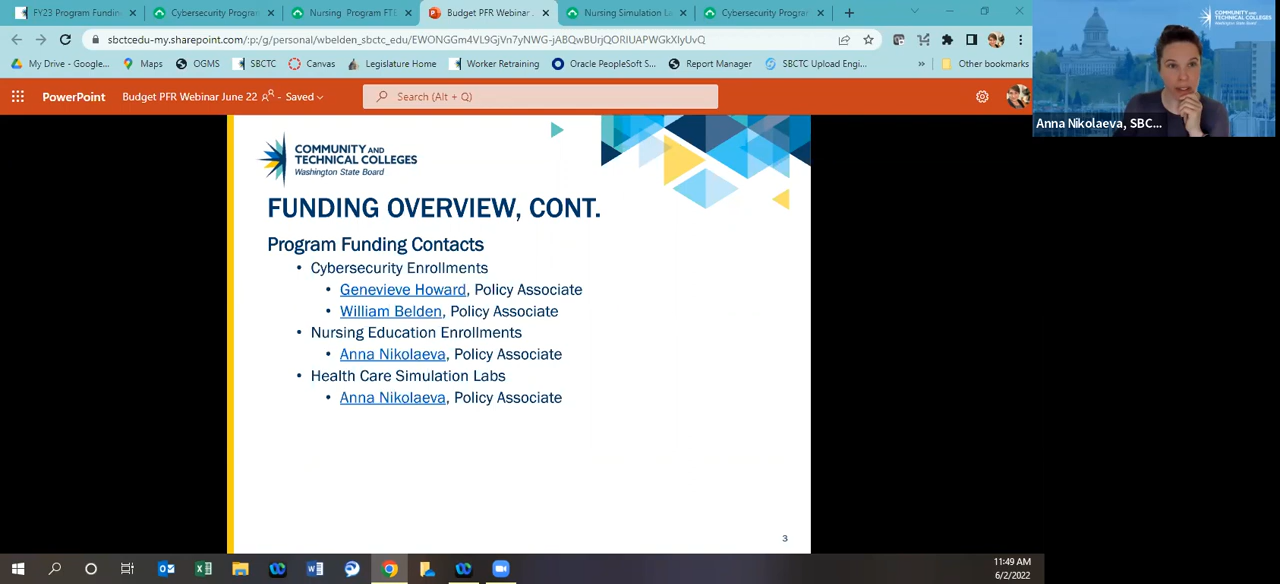 FY23 Program Fundin
Cybersecurity Progra
Nursing Program FTE
Budget PFR Webinar
Nursing Simulation La
Cybersecurity Progra
sbctcedu-my.sharepoint.com/:p:/g/personal/wbelden_sbctc_edu/EWONGGm4VL9GjVn7yNWG-jABQwBUrjQORIUAPWGkXIyUvQ
My Drive - Google...
Maps
OGMS
SBCTC
Canvas
Legislature Home
Worker Retraining
Oracle PeopleSoft S...
Report Manager
SBCTC Upload Engi...
»
Other bookmarks
PowerPoint
Budget PFR Webinar June 22 - Saved
Search (Alt + Q)
COMMUNITY AND
TECHNICAL COLLEGES
Anna Nikolaeva, SBC...
COMMUNITY AND
TECHNICAL COLLEGES
Washington State Board
FUNDING OVERVIEW, CONT.
Program Funding Contacts
• Cybersecurity Enrollments
• Genevieve Howard, Policy Associate
• William Belden, Policy Associate
• Nursing Education Enrollments
• Anna Nikolaeva, Policy Associate
• Health Care Simulation Labs
• Anna Nikolaeva, Policy Associate
3
11:49 AM
6/2/2022